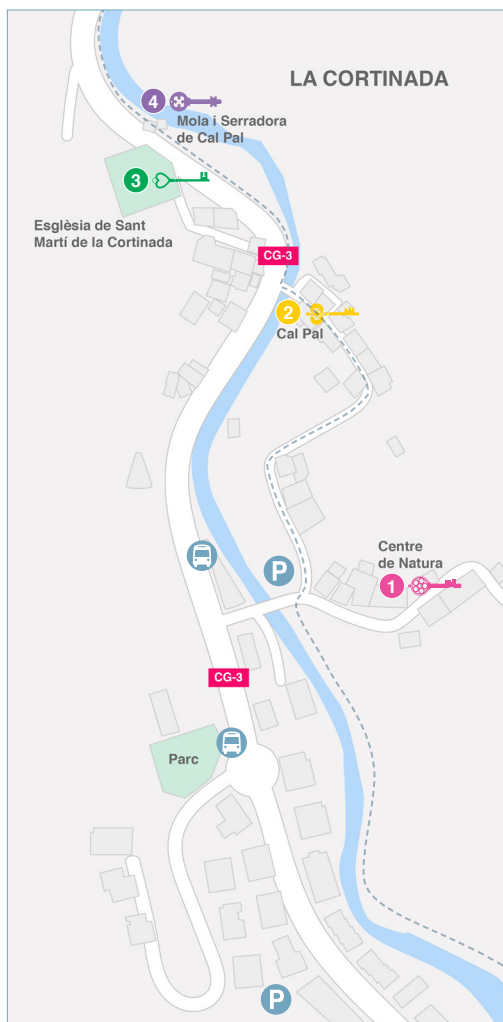 LA CORTINADA
4
Mola i Serradora
de Cal Pal
3
Esglèsia de Sant
Martí de la Cortinada
CG-3
2
Cal Pal
Centre
de Natura
1
P
CG-3
Parc
P